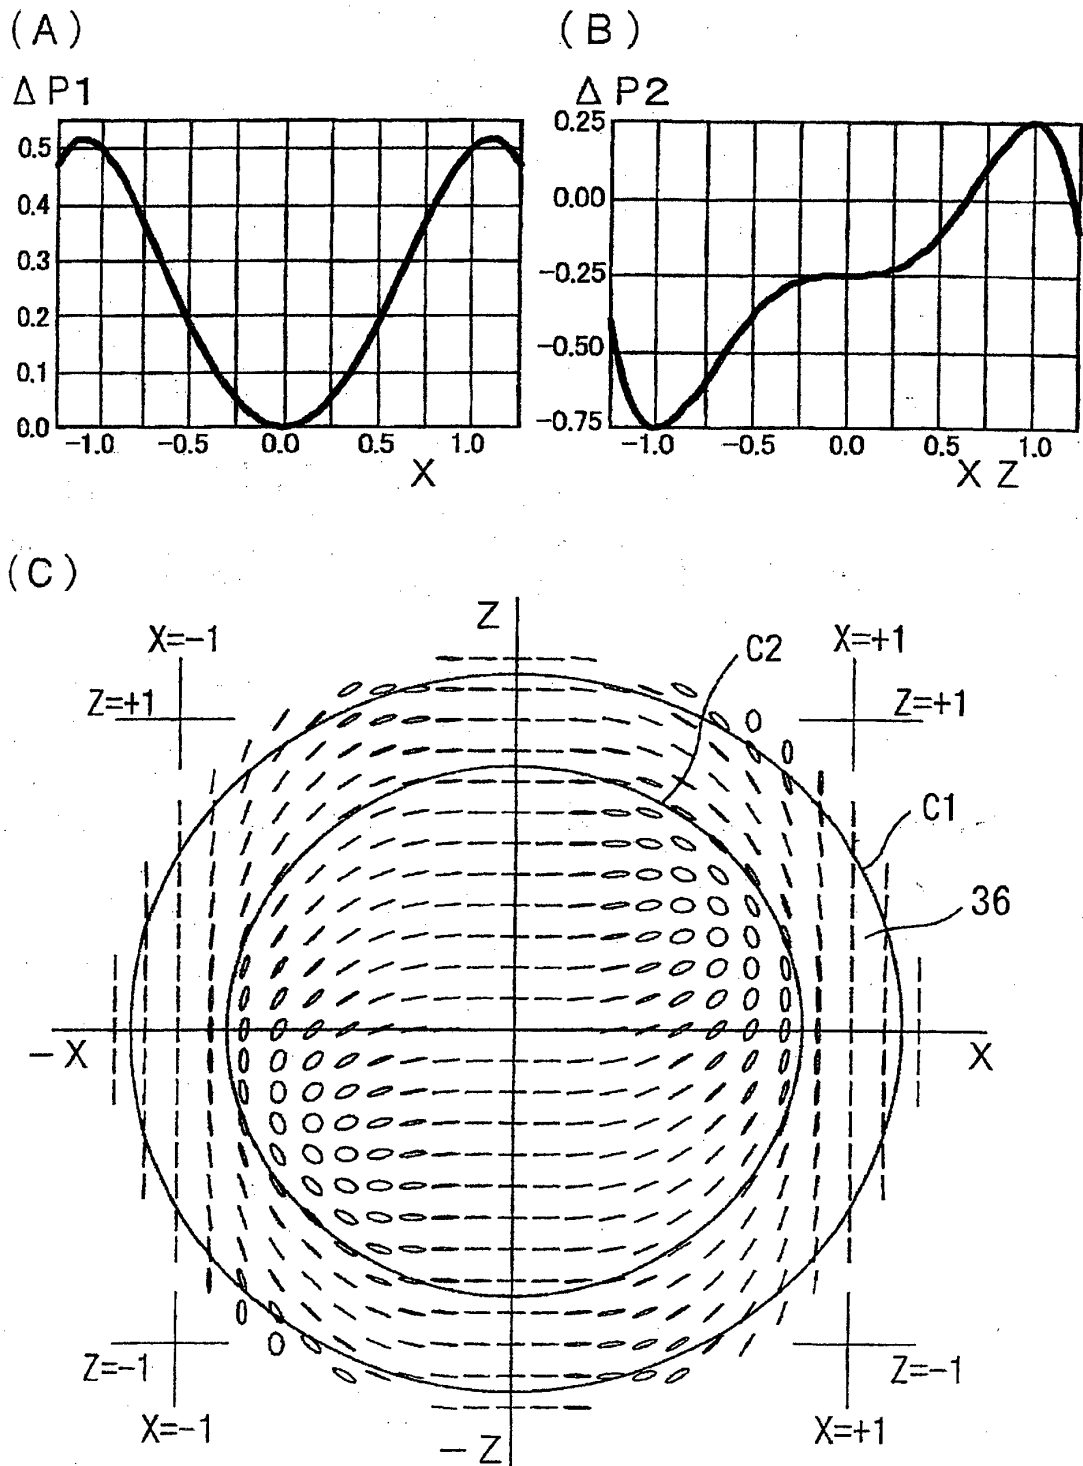 (A)
ΔP1
0.5
0.4
0.3
0.2
0.1
0.0
-1.0 -0.5 0.0 0.5 1.0
X
(B)
ΔP2
0.25
0.00
-0.25
-0.50
-0.75
-1.0 -0.5 0.0 0.5 1.0
X Z
(C)
Z
X=-1
X=+1
C2
Z=+1
Z=+1
C1
36
-X
X
Z=-1
Z=-1
X=-1
X=+1
-Z